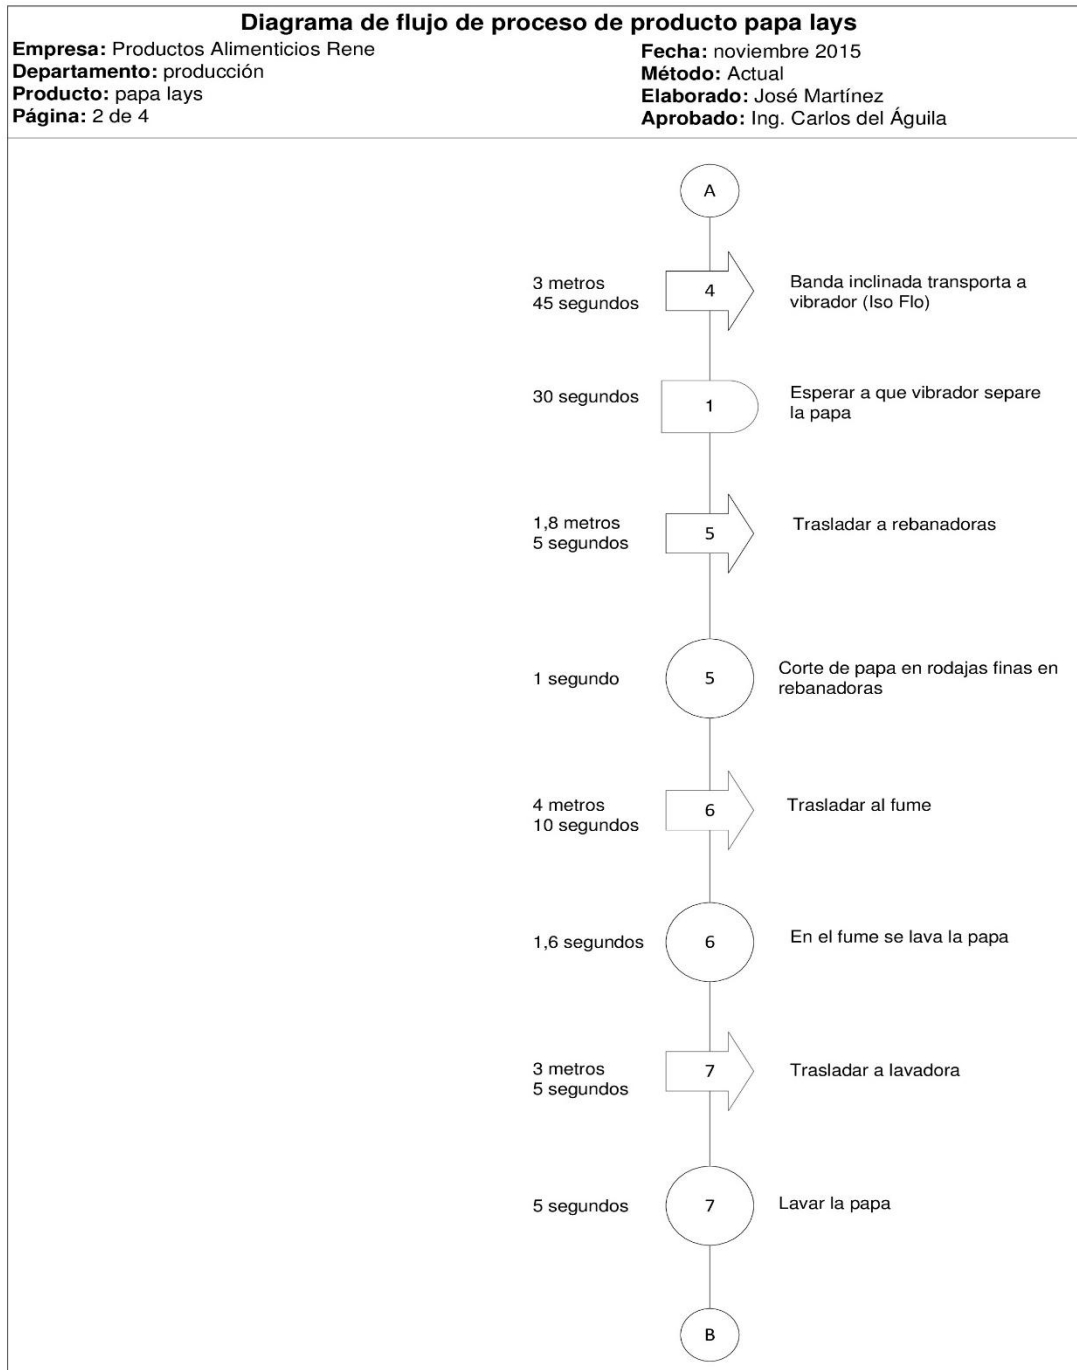 Diagrama de flujo de proceso de producto papa lays
Empresa: Productos Alimenticios Rene
Departamento: producción
Producto: papa lays
Página: 2 de 4
Fecha: noviembre 2015
Método: Actual
Elaborado: José Martínez
Aprobado: Ing. Carlos del Águila
A
3 metros
45 segundos
4
Banda inclinada transporta a
vibrador (Iso Flo)
30 segundos
1
Esperar a que vibrador separe
la papa
1,8 metros
5 segundos
5
Trasladar a rebanadoras
1 segundo
5
Corte de papa en rodajas finas en
rebanadoras
4 metros
10 segundos
6
Trasladar al fume
1,6 segundos
6
En el fume se lava la papa
3 metros
5 segundos
7
Trasladar a lavadora
5 segundos
7
Lavar la papa
B